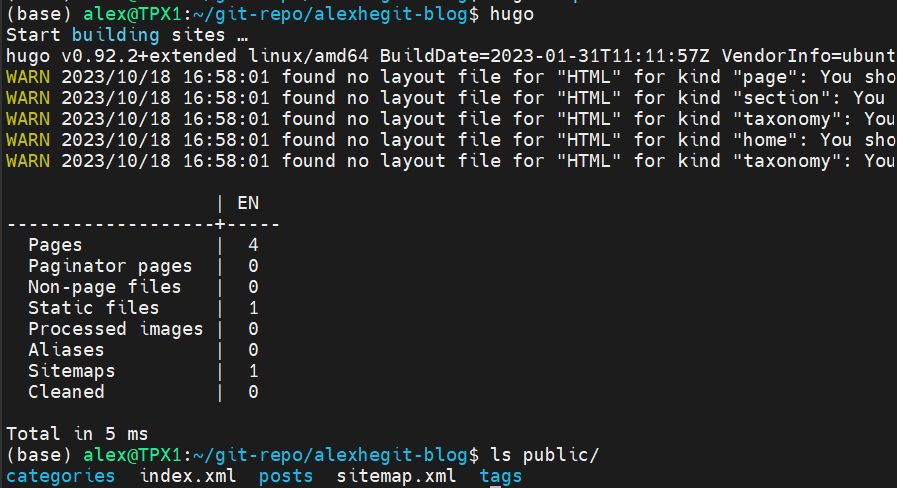 (base) alex@TPX1:~/git-repo/alexhegit-blog$ hugo
Start building sites …
hugo v0.92.2+extended linux/amd64 BuildDate=2023-01-31T11:11:57Z VendorInfo=ubunt
WARN 2023/10/18 16:58:01 found no layout file for "HTML" for kind "page": You sho
WARN 2023/10/18 16:58:01 found no layout file for "HTML" for kind "section": You
WARN 2023/10/18 16:58:01 found no layout file for "HTML" for kind "taxonomy": You
WARN 2023/10/18 16:58:01 found no layout file for "HTML" for kind "home": You sho
WARN 2023/10/18 16:58:01 found no layout file for "HTML" for kind "taxonomy": You
                   | EN
-------------------+-----
  Pages            |  4
  Paginator pages  |  0
  Non-page files   |  0
  Static files     |  1
  Processed images |  0
  Aliases          |  0
  Sitemaps         |  1
  Cleaned          |  0
Total in 5 ms
(base) alex@TPX1:~/git-repo/alexhegit-blog$ ls public/
categories  index.xml  posts  sitemap.xml  tags